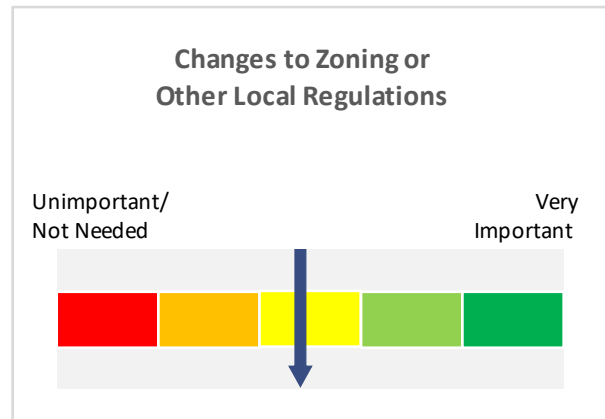 Changes to Zoning or
Other Local Regulations
Unimportant/
Not Needed
Very
Important